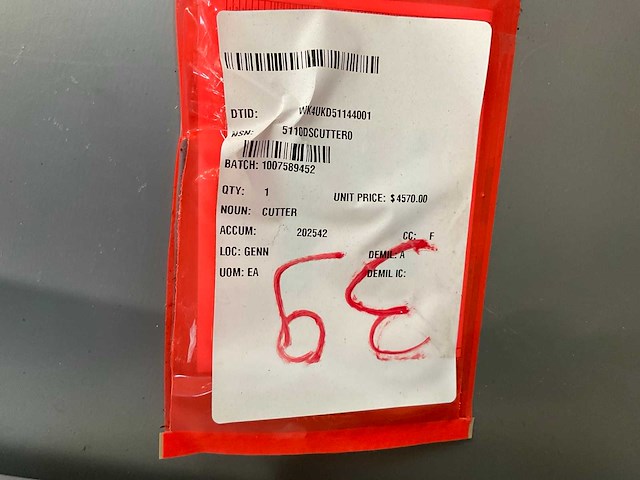 DTID: WK4UKD51144001
NSN: 5110DSCUTTER0
BATCH: 1007589452
QTY: 1 UNIT PRICE: $4570.00
NOUN: CUTTER
ACCUM: 202542 CC: F
LOC: GENN DEMIL: A
UOM: EA DEMIL IC: